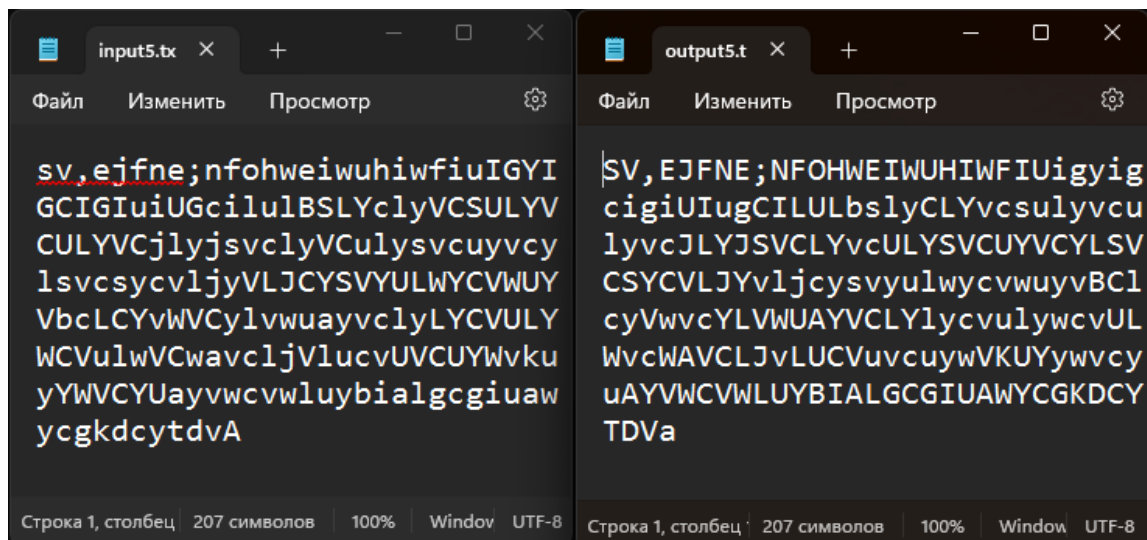 input5.tx
Файл Изменить Просмотр
sv,ejfne;nfohweiwuhiwfiuIGYI
GCIGIuiUGcilulBSLYclyVCSULYV
CULYVCjlyjsvclyVCulysvcuyvcy
lsvcsycvljyVLJCYSVYULWYCVWUY
VbcLCYvWVCylvwuayvclyLYCVULY
WCVulwVCwavcljVlucvUVCUYWvku
yYWVCYUayvwcvwluybialgcgiuaw
ycgkdcytdvA
Строка 1, столбец 207 символов 100% Window UTF-8
output5.t
Файл Изменить Просмотр
SV,EJFNE;NFOHWEIWUHIWFIUigyig
cigiUIugCILULbslyCLYvcsulyvcu
lyvcJLYJSVCLYvcULYSVCUYVCYLSV
CSYCVLJYvljcysvyulwycvwuyvBCl
cyVwvcYLVWUAYVCLYlycvulywcvUL
WvcWAVCLJvLUCVuvcuywVKUYywvcy
uAYVWCVWLUYBIALGCGIUAWYCGKDCY
TDVa
Строка 1, столбец 207 символов 100% Window UTF-8